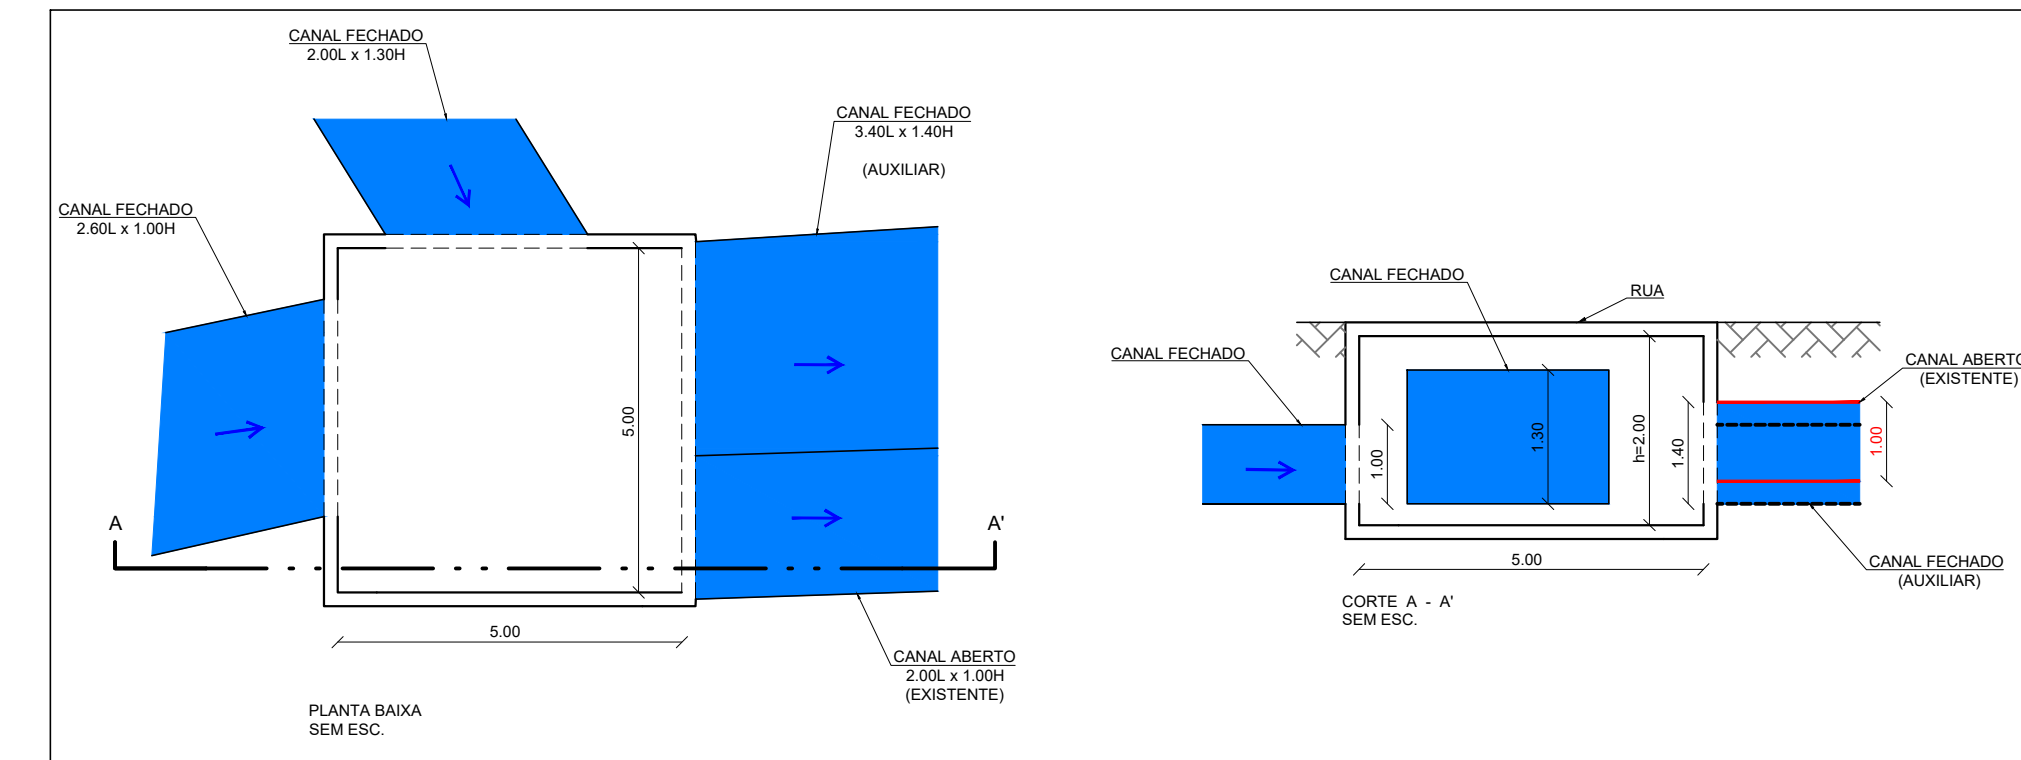 CANAL FECHADO
2.00L x 1.30H
CANAL FECHADO
3.40L x 1.40H
(AUXILIAR)
CANAL FECHADO
2.60L x 1.00H
A
A'
5.00
5.00
CANAL ABERTO
2.00L x 1.00H
(EXISTENTE)
PLANTA BAIXA
SEM ESC.
CANAL FECHADO
RUA
CANAL FECHADO
CANAL ABERTO
(EXISTENTE)
1.00
1.30
h=2.00
1.40
1.00
5.00
CANAL FECHADO
(AUXILIAR)
CORTE A - A'
SEM ESC.